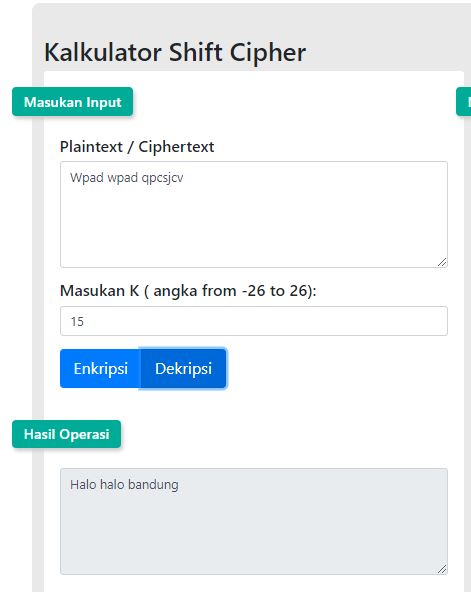 Kalkulator Shift Cipher
Masukan Input
Plaintext / Ciphertext
Wpad wpad qpcsjcv
Masukan K ( angka from -26 to 26):
15
Enkripsi Dekripsi
Hasil Operasi
Halo halo bandung